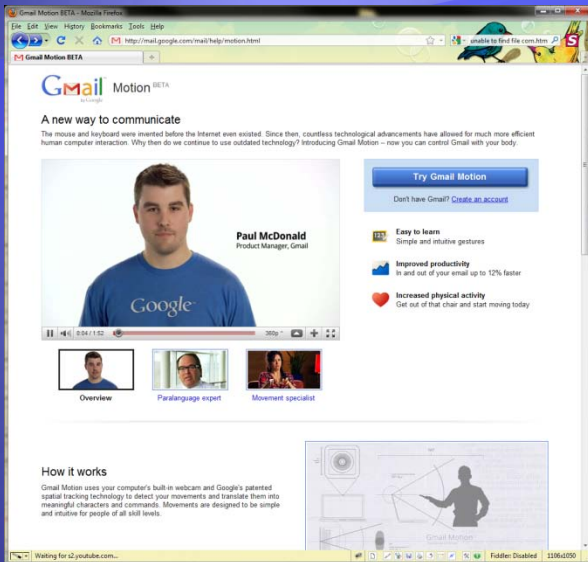 Gmail Motion BETA - Mozilla Firefox
File Edit View History Bookmarks Tools Help
http://mail.google.com/mail/help/motion.html
unable to find file com.htm
Gmail Motion BETA
Gmail Motion BETA
by Google
A new way to communicate
The mouse and keyboard were invented before the Internet even existed. Since then, countless technological advancements have allowed for much more efficient
human computer interaction. Why then do we continue to use outdated technology? Introducing Gmail Motion – now you can control Gmail with your body.
Paul McDonald
Product Manager, Gmail
Google
0:04 / 1:52
360p
Overview
Paralanguage expert
Movement specialist
Try Gmail Motion
Don't have Gmail? Create an account
Easy to learn
Simple and intuitive gestures
Improved productivity
In and out of your email up to 12% faster
Increased physical activity
Get out of that chair and start moving today
How it works
Gmail Motion uses your computer's built-in webcam and Google's patented
spatial tracking technology to detect your movements and translate them into
meaningful characters and commands. Movements are designed to be simple
and intuitive for people of all skill levels.
Gmail Motion
Waiting for s2.youtube.com...
Fiddler: Disabled
1106x1050